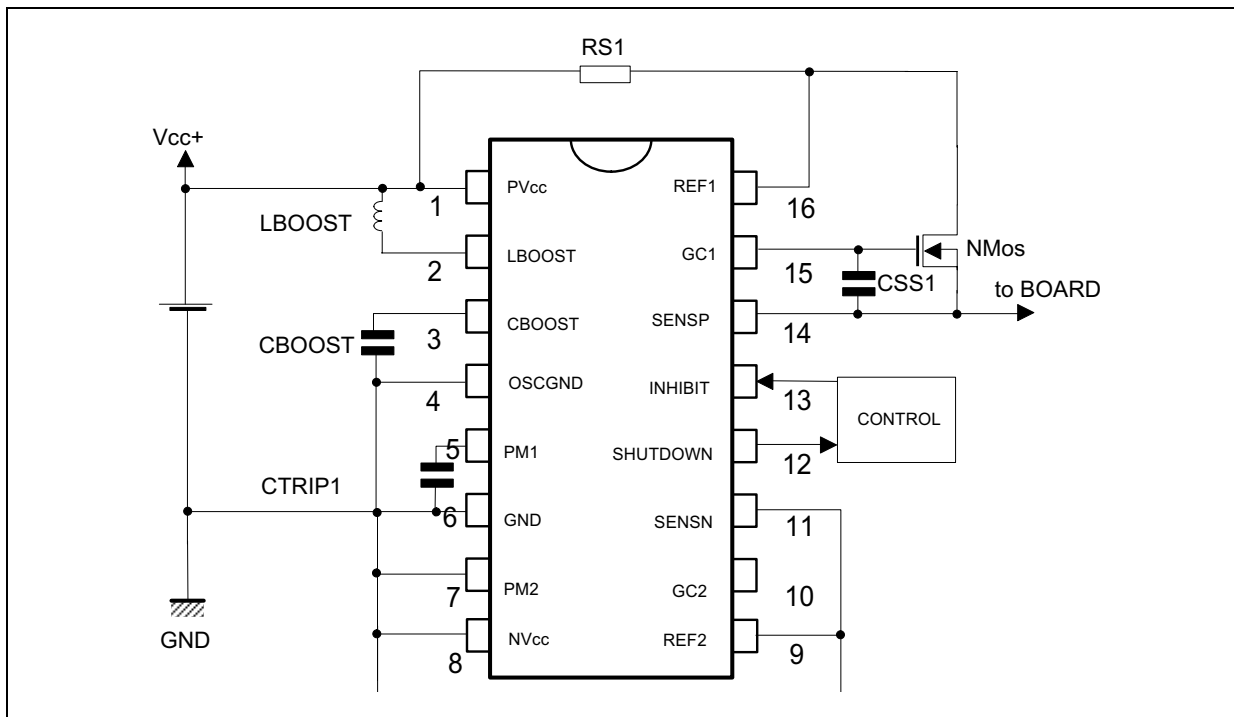 RS1
Vcc+
PVcc
REF1
1
16
LBOOST
LBOOST
GC1
NMos
2
15
CSS1
to BOARD
CBOOST
SENSP
3
14
CBOOST
OSCGND
INHIBIT
4
13
CONTROL
5
PM1
SHUTDOWN
12
CTRIP1
6
GND
SENSN
11
PM2
GC2
7
10
GND
NVcc
REF2
8
9